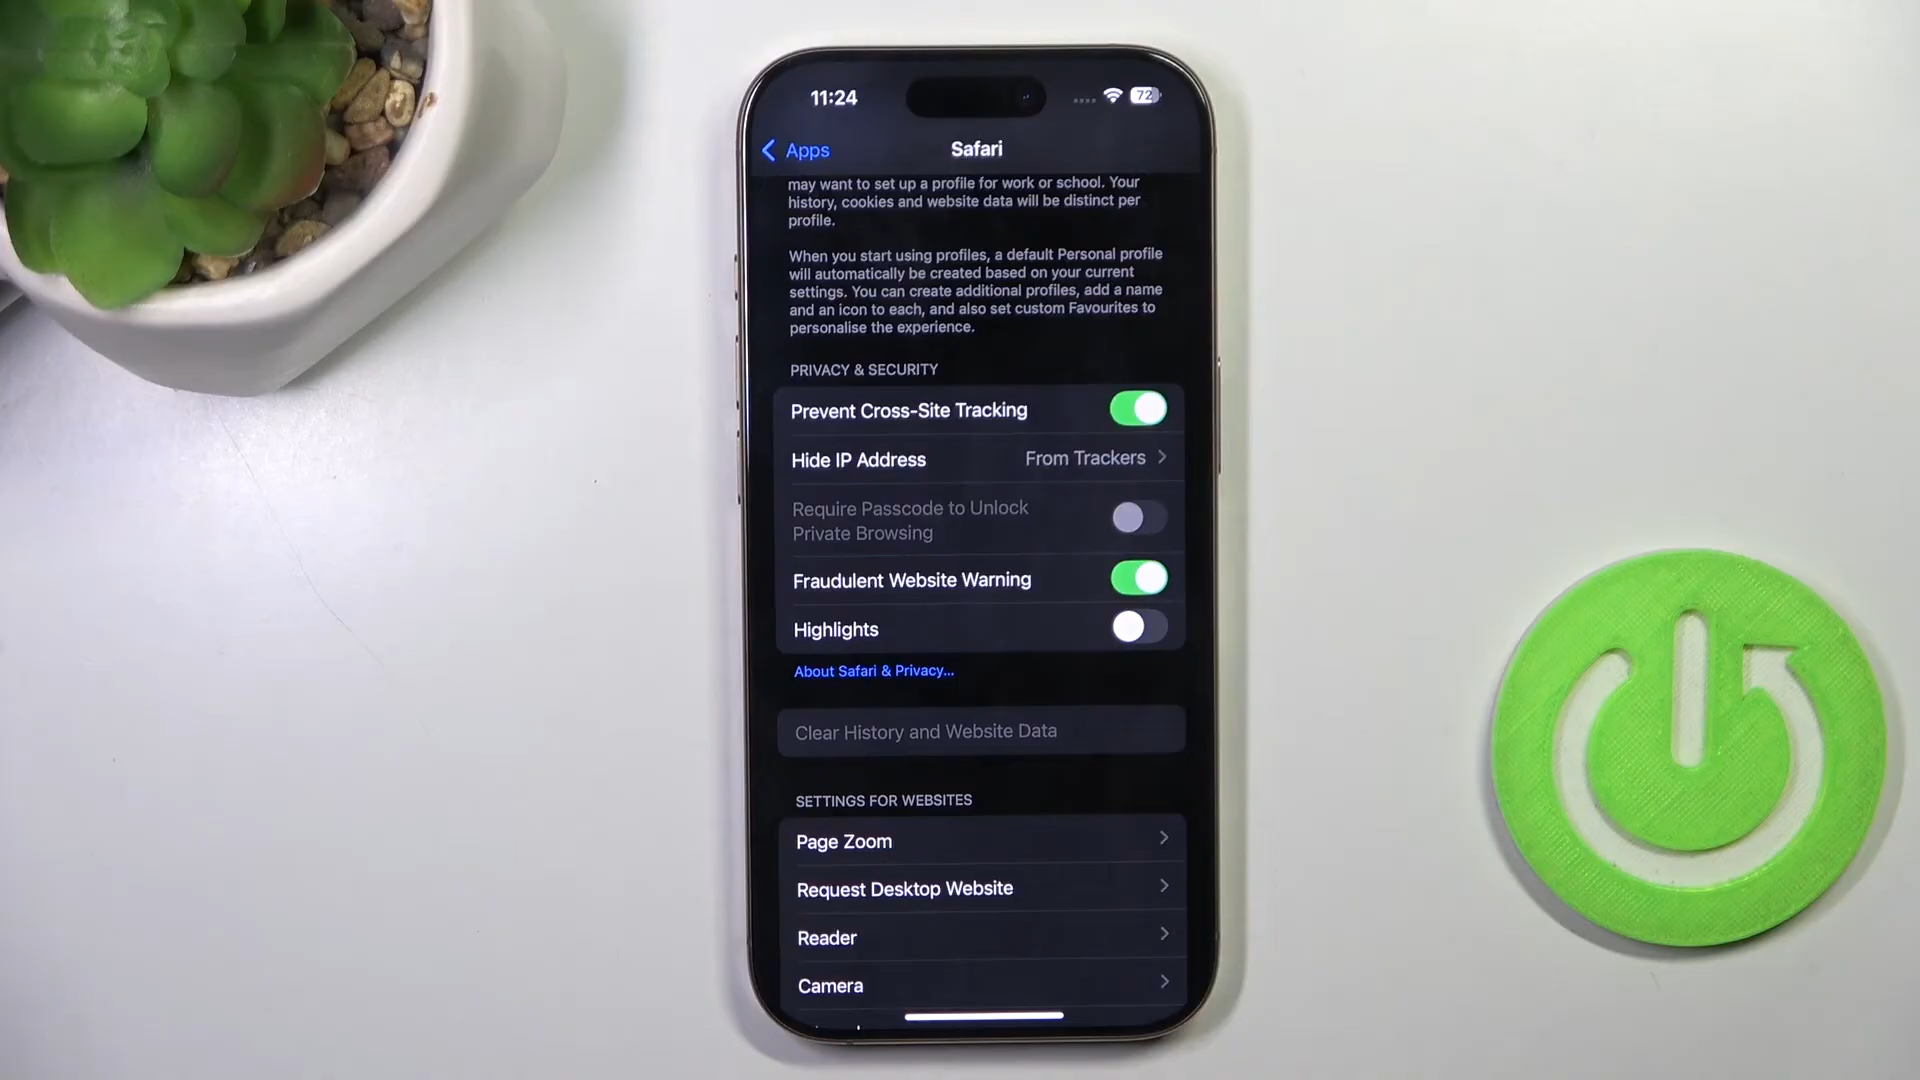 11:24
72
Apps
Safari
may want to set up a profile for work or school. Your
history, cookies and website data will be distinct per
profile.
When you start using profiles, a default Personal profile
will automatically be created based on your current
settings. You can create additional profiles, add a name
and an icon to each, and also set custom Favourites to
personalise the experience.
PRIVACY & SECURITY
Prevent Cross-Site Tracking
Hide IP Address From Trackers
Require Passcode to Unlock
Private Browsing
Fraudulent Website Warning
Highlights
About Safari & Privacy...
Clear History and Website Data
SETTINGS FOR WEBSITES
Page Zoom
Request Desktop Website
Reader
Camera